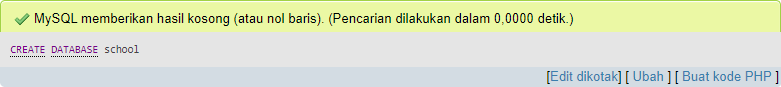 MySQL memberikan hasil kosong (atau nol baris). (Pencarian dilakukan dalam 0,0000 detik.)
CREATE DATABASE school
[Edit dikotak] [ Ubah ] [ Buat kode PHP ]